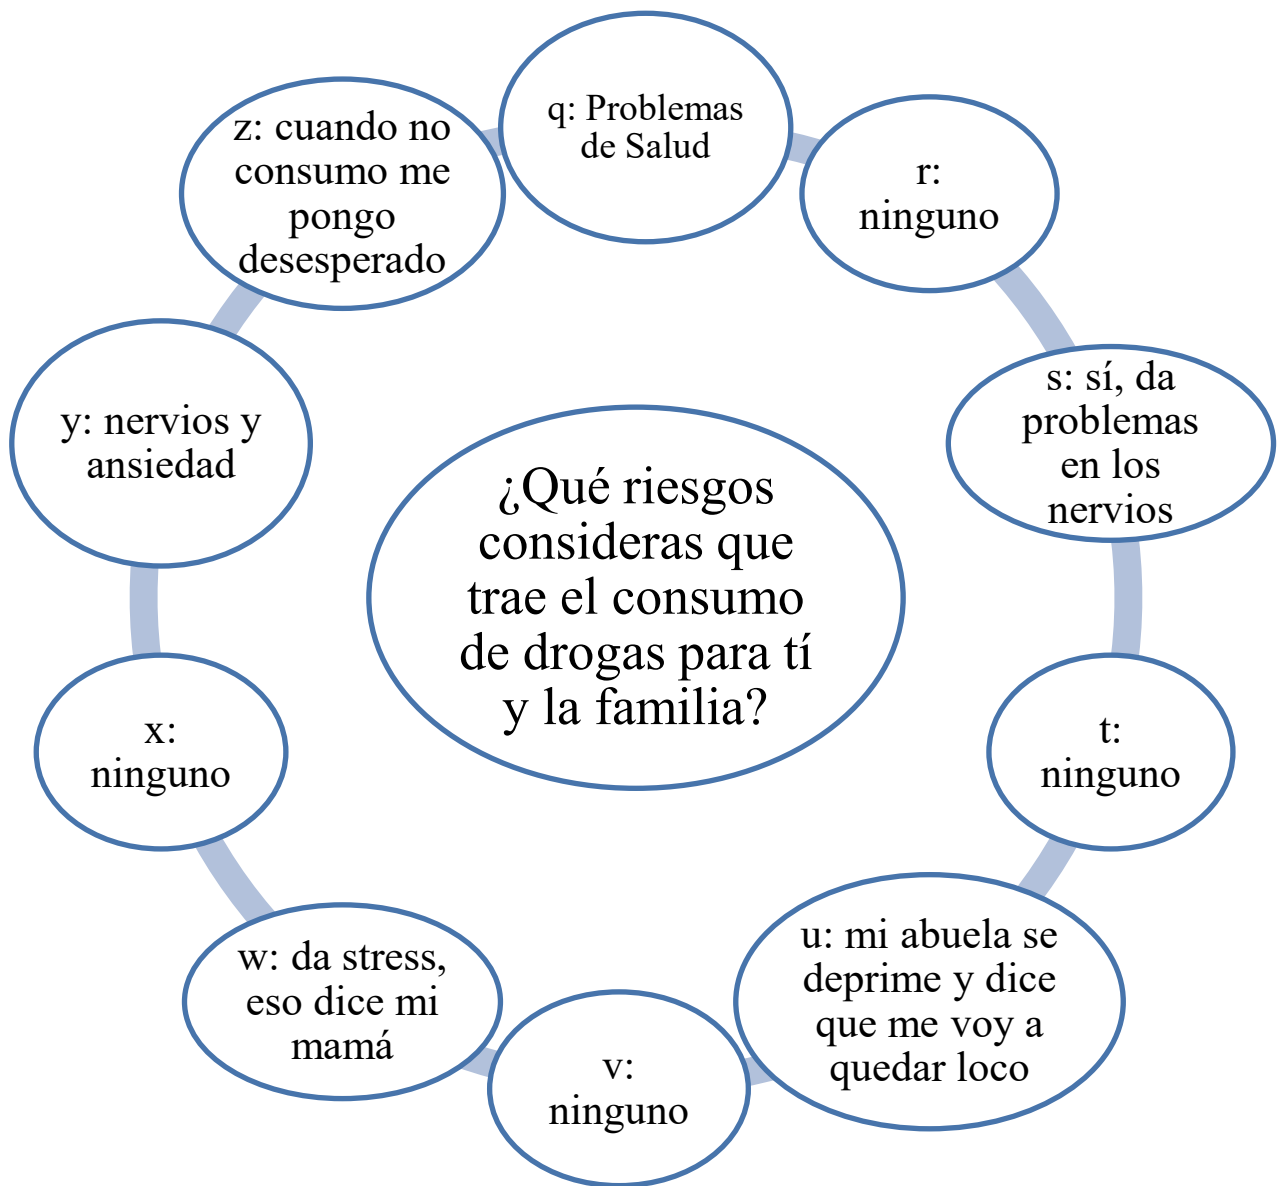 ¿Qué riesgos
consideras que
trae el consumo
de drogas para tí
y la familia?
q: Problemas
de Salud
r:
ninguno
s: sí, da
problemas
en los
nervios
t:
ninguno
u: mi abuela se
deprime y dice
que me voy a
quedar loco
v:
ninguno
w: da stress,
eso dice mi
mamá
x:
ninguno
y: nervios y
ansiedad
z: cuando no
consumo me
pongo
desesperado